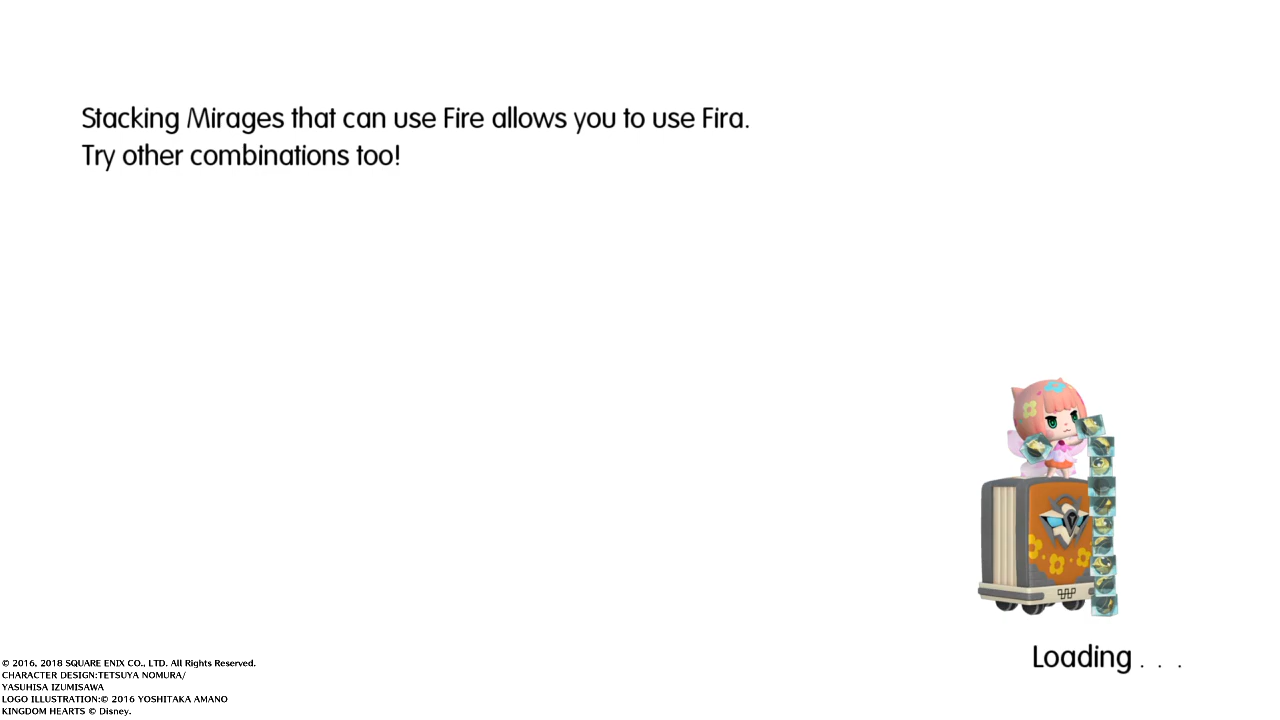 Stacking Mirages that can use Fire allows you to use Fira.
Try other combinations too!
Loading . . .
© 2016, 2018 SQUARE ENIX CO., LTD. All Rights Reserved.
CHARACTER DESIGN:TETSUYA NOMURA/
YASUHISA IZUMISAWA
LOGO ILLUSTRATION:© 2016 YOSHITAKA AMANO
KINGDOM HEARTS © Disney.